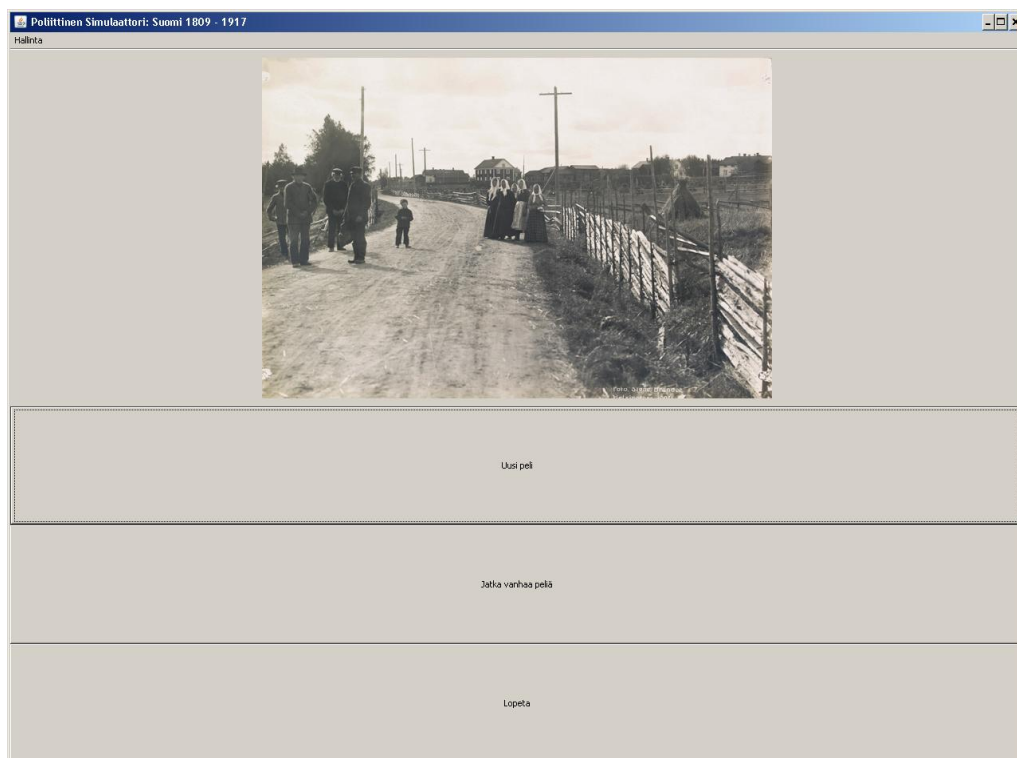 Poliittinen Simulaattori: Suomi 1809 - 1917
Hallinta
Uusi peli
Jatka vanhaa peliä
Lopeta